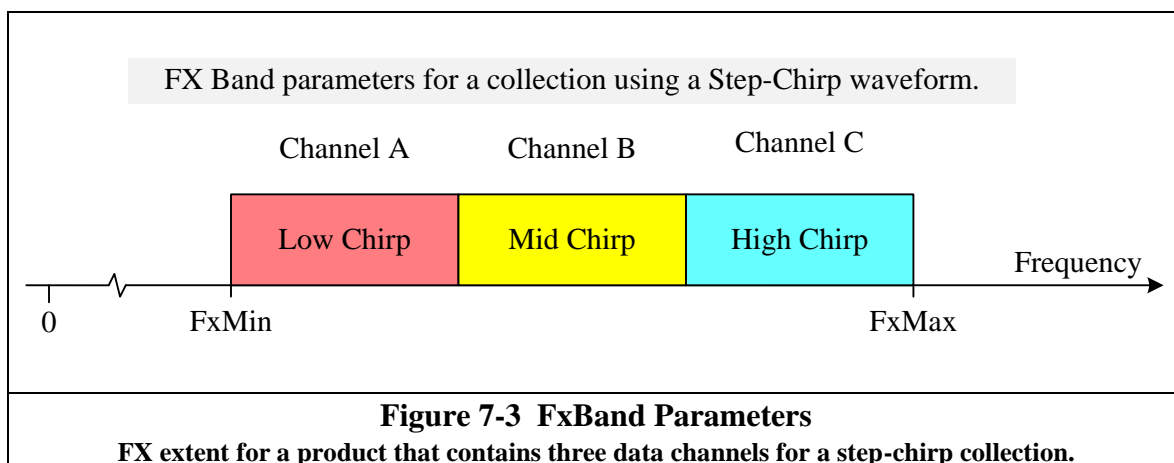 FX Band parameters for a collection using a Step-Chirp waveform.
Channel A
Channel B
Channel C
Low Chirp
Mid Chirp
High Chirp
Frequency
0
FxMin
FxMax
Figure 7-3 FxBand Parameters
FX extent for a product that contains three data channels for a step-chirp collection.